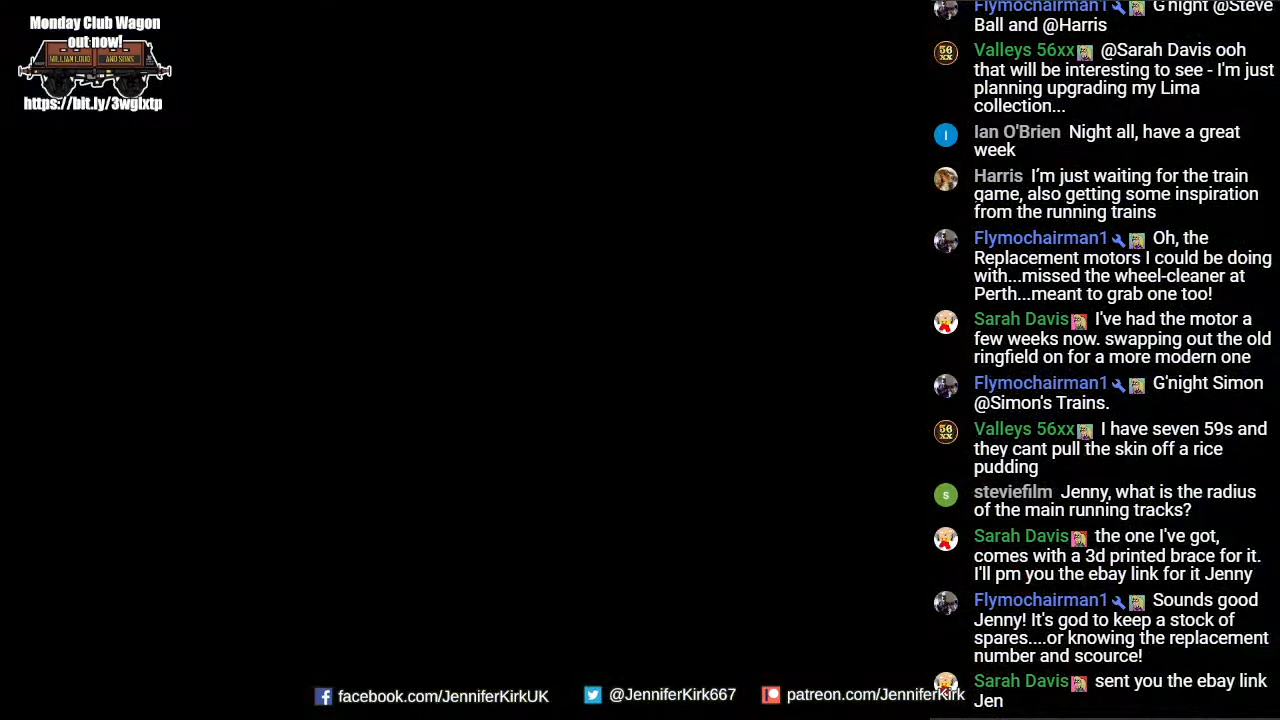 Monday Club Wagon
out now!
WILLIAM LOUD AND SONS
https://bit.ly/3wglxtp
Flymochairman1 G'night @Steve
Ball and @Harris
Valleys 56xx @Sarah Davis ooh
that will be interesting to see - I'm just
planning upgrading my Lima
collection...
Ian O'Brien Night all, have a great
week
Harris I'm just waiting for the train
game, also getting some inspiration
from the running trains
Flymochairman1 Oh, the
Replacement motors I could be doing
with...missed the wheel-cleaner at
Perth...meant to grab one too!
Sarah Davis I've had the motor a
few weeks now. swapping out the old
ringfield on for a more modern one
Flymochairman1 G'night Simon
@Simon's Trains.
56 XX
Valleys 56xx I have seven 59s and
they cant pull the skin off a rice
pudding
steviefilm Jenny, what is the radius
of the main running tracks?
Sarah Davis the one I've got,
comes with a 3d printed brace for it.
I'll pm you the ebay link for it Jenny
Flymochairman1 Sounds good
Jenny! It's god to keep a stock of
spares....or knowing the replacement
number and scource!
Sarah Davis sent you the ebay link
Jen
facebook.com/JenniferKirkUK @JenniferKirk667 patreon.com/JenniferKirk